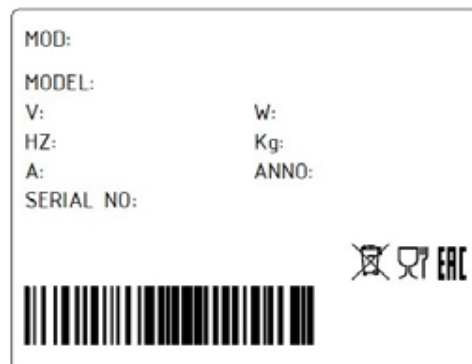 MOD:
MODEL:
V: W:
HZ: Kg:
A: ANNO:
SERIAL NO:
EAC